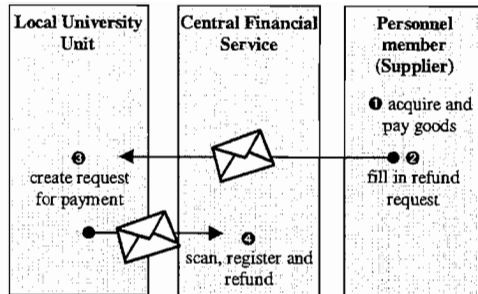 Local University
Unit
Central Financial
Service
Personnel
member
(Supplier)
❶ acquire and
pay goods
❷
fill in refund
request
❸
create request
for payment
❹
scan, register and
refund